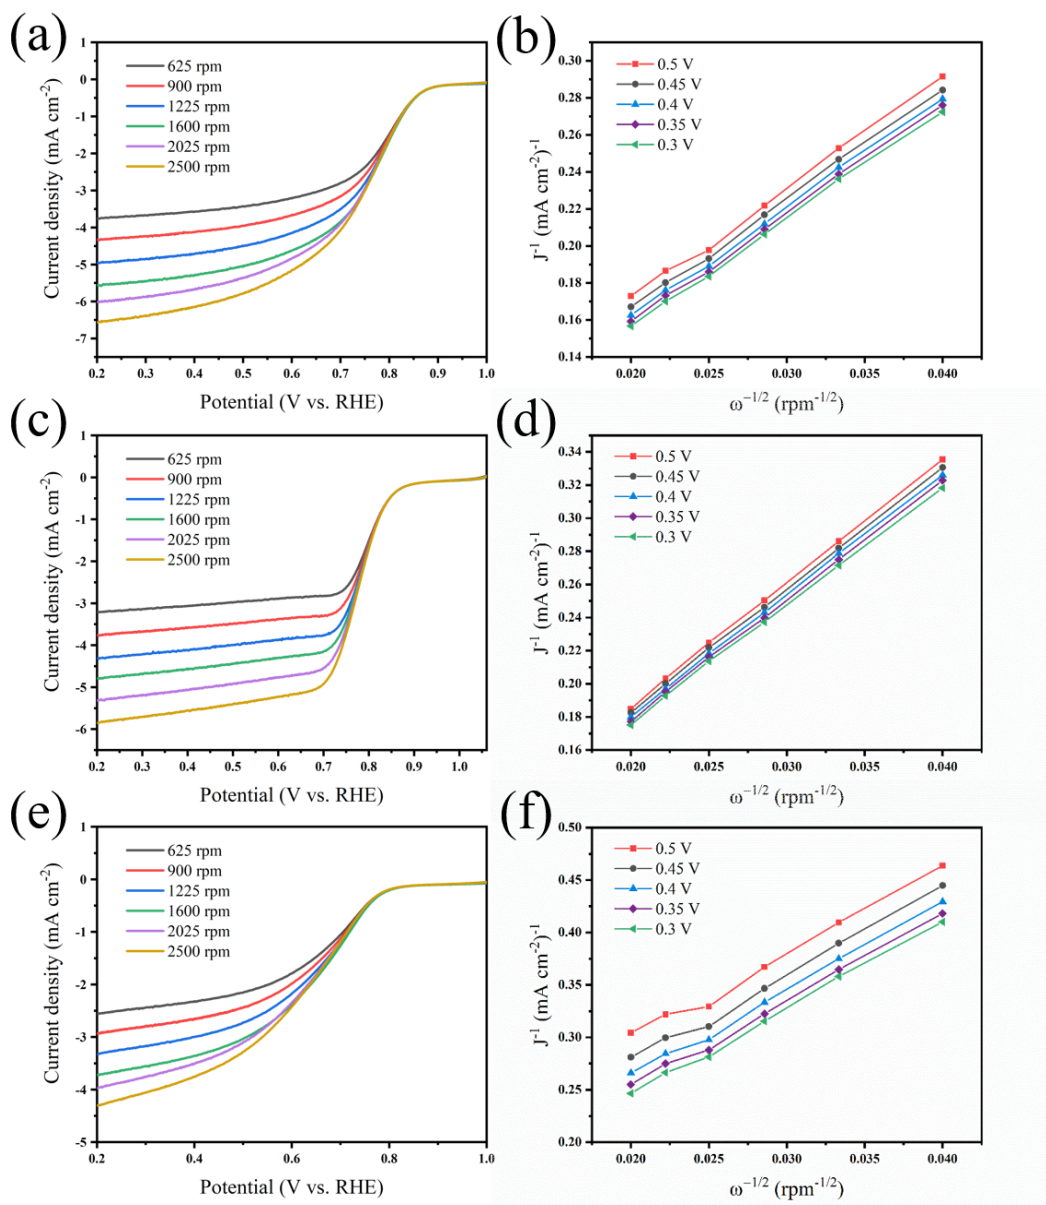 (a)
1
0
-1
-2
-3
-4
-5
-6
-7
Current density (mA cm⁻²)
625 rpm
900 rpm
1225 rpm
1600 rpm
2025 rpm
2500 rpm
0.2 0.3 0.4 0.5 0.6 0.7 0.8 0.9 1.0
Potential (V vs. RHE)
(b)
0.30
0.28
0.26
0.24
0.22
0.20
0.18
0.16
0.14
J⁻¹ (mA cm⁻²)⁻¹
0.5 V
0.45 V
0.4 V
0.35 V
0.3 V
0.020 0.025 0.030 0.035 0.040
ω⁻¹/² (rpm⁻¹/²)
(c)
1
0
-1
-2
-3
-4
-5
-6
Current density (mA cm⁻²)
625 rpm
900 rpm
1225 rpm
1600 rpm
2025 rpm
2500 rpm
0.2 0.3 0.4 0.5 0.6 0.7 0.8 0.9 1.0
Potential (V vs. RHE)
(d)
0.34
0.32
0.30
0.28
0.26
0.24
0.22
0.20
0.18
0.16
J⁻¹ (mA cm⁻²)⁻¹
0.5 V
0.45 V
0.4 V
0.35 V
0.3 V
0.020 0.025 0.030 0.035 0.040
ω⁻¹/² (rpm⁻¹/²)
(e)
1
0
-1
-2
-3
-4
-5
Current density (mA cm⁻²)
625 rpm
900 rpm
1225 rpm
1600 rpm
2025 rpm
2500 rpm
0.2 0.4 0.6 0.8 1.0
Potential (V vs. RHE)
(f)
0.50
0.45
0.40
0.35
0.30
0.25
0.20
J⁻¹ (mA cm⁻²)⁻¹
0.5 V
0.45 V
0.4 V
0.35 V
0.3 V
0.020 0.025 0.030 0.035 0.040
ω⁻¹/² (rpm⁻¹/²)